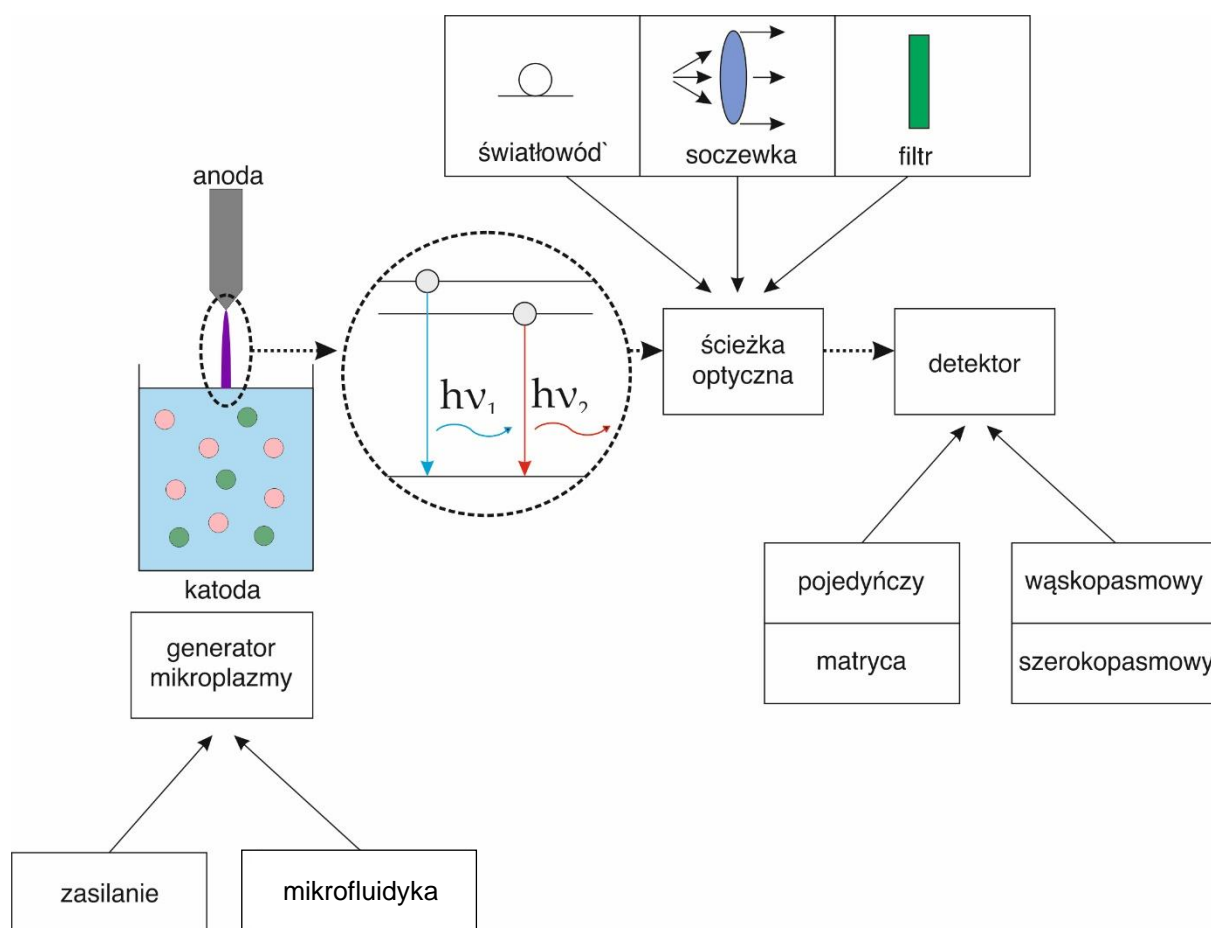 światłowód`
soczewka
filtr
anoda
hν₁
hν₂
ścieżka
optyczna
detektor
katoda
generator
mikroplazmy
pojedyńczy
matryca
wąskopasmowy
szerokopasmowy
zasilanie
mikrofluidyka